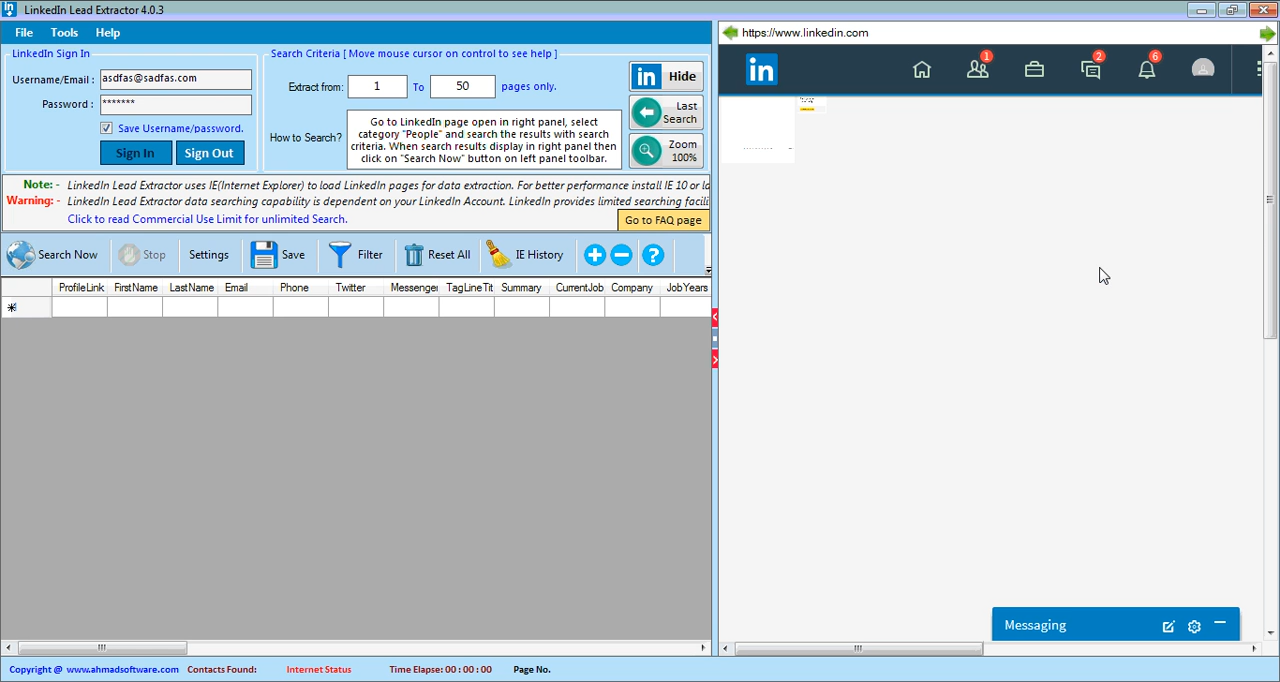 LinkedIn Lead Extractor 4.0.3
File Tools Help
LinkedIn Sign In
Username/Email : asdfas@sadfas.com
Password : *******
Save Username/password.
Sign In Sign Out
Search Criteria [ Move mouse cursor on control to see help ]
Extract from: 1 To 50 pages only.
How to Search?
Go to LinkedIn page open in right panel, select
category "People" and search the results with search
criteria. When search results display in right panel then
click on "Search Now" button on left panel toolbar.
in Hide
Last
Search
Zoom
100%
Note: - LinkedIn Lead Extractor uses IE(Internet Explorer) to load LinkedIn pages for data extraction. For better performance install IE 10 or la
Warning: - LinkedIn Lead Extractor data searching capability is dependent on your LinkedIn Account. LinkedIn provides limited searching facili
Click to read Commercial Use Limit for unlimited Search.
Go to FAQ page
Search Now Stop Settings Save Filter Reset All IE History
ProfileLink FirstName LastName Email Phone Twitter Messenger TagLineTit Summary CurrentJob Company JobYears
https://www.linkedin.com
in 1 2 6
Messaging
Copyright @ www.ahmadsoftware.com Contacts Found: Internet Status Time Elapse: 00 : 00 : 00 Page No.